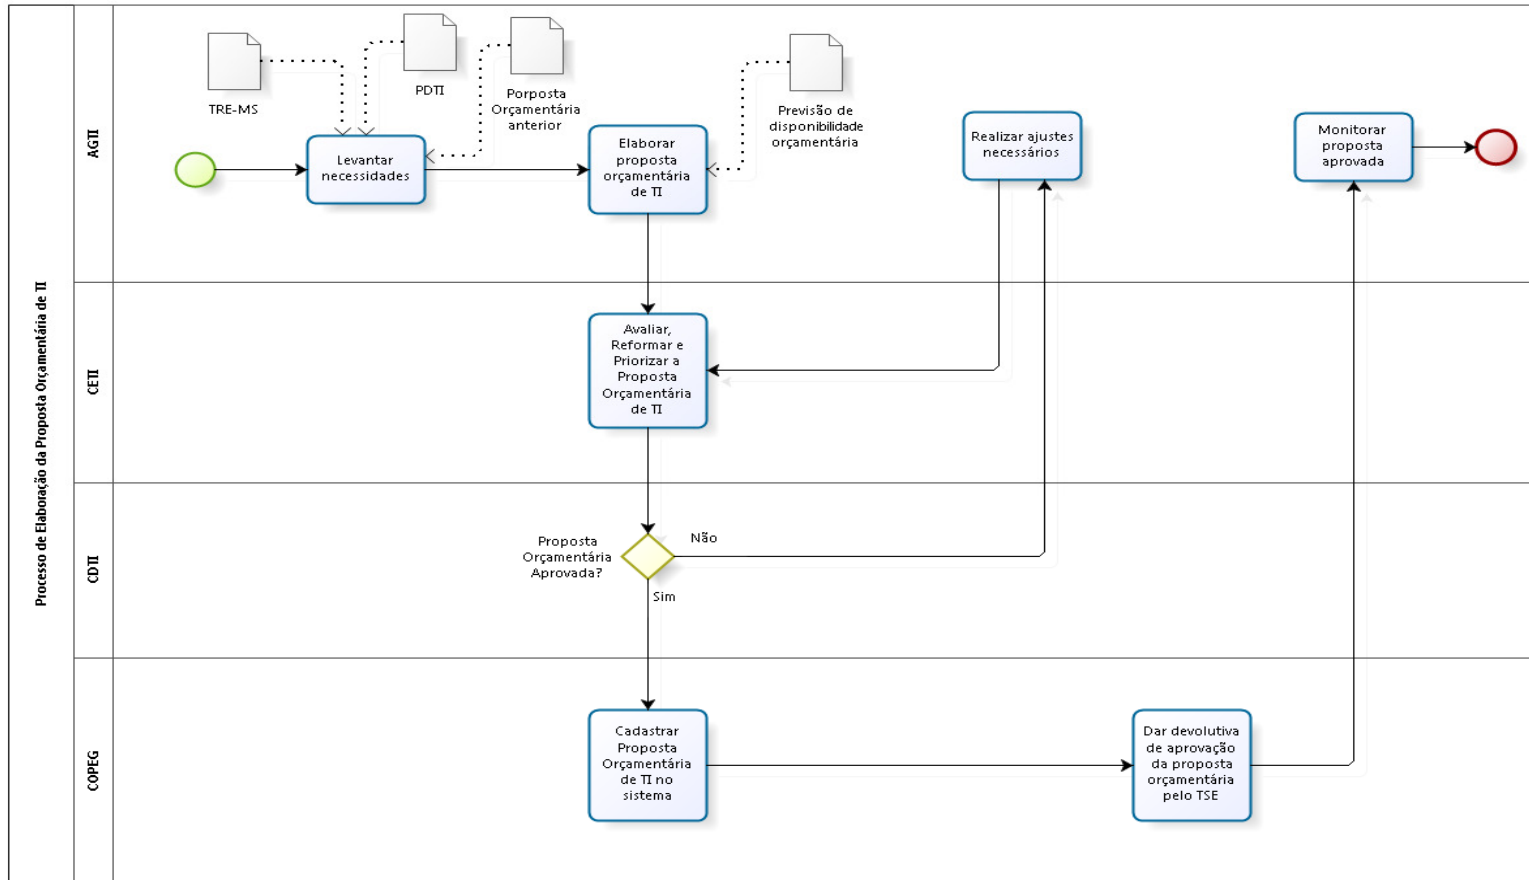 Processo de Elaboração da Proposta Orçamentária de TI
AGTI
TRE-MS
PDTI
Porposta
Orçamentária
anterior
Previsão de
disponibilidade
orçamentária
Levantar
necessidades
Elaborar
proposta
orçamentária
de TI
Realizar ajustes
necessários
Monitorar
proposta
aprovada
CETI
Avaliar,
Reformar e
Priorizar a
Proposta
Orçamentária
de TI
CDTI
Proposta
Orçamentária
Aprovada?
Não
Sim
COPEG
Cadastrar
Proposta
Orçamentária
de TI no
sistema
Dar devolutiva
de aprovação
da proposta
orçamentária
pelo TSE